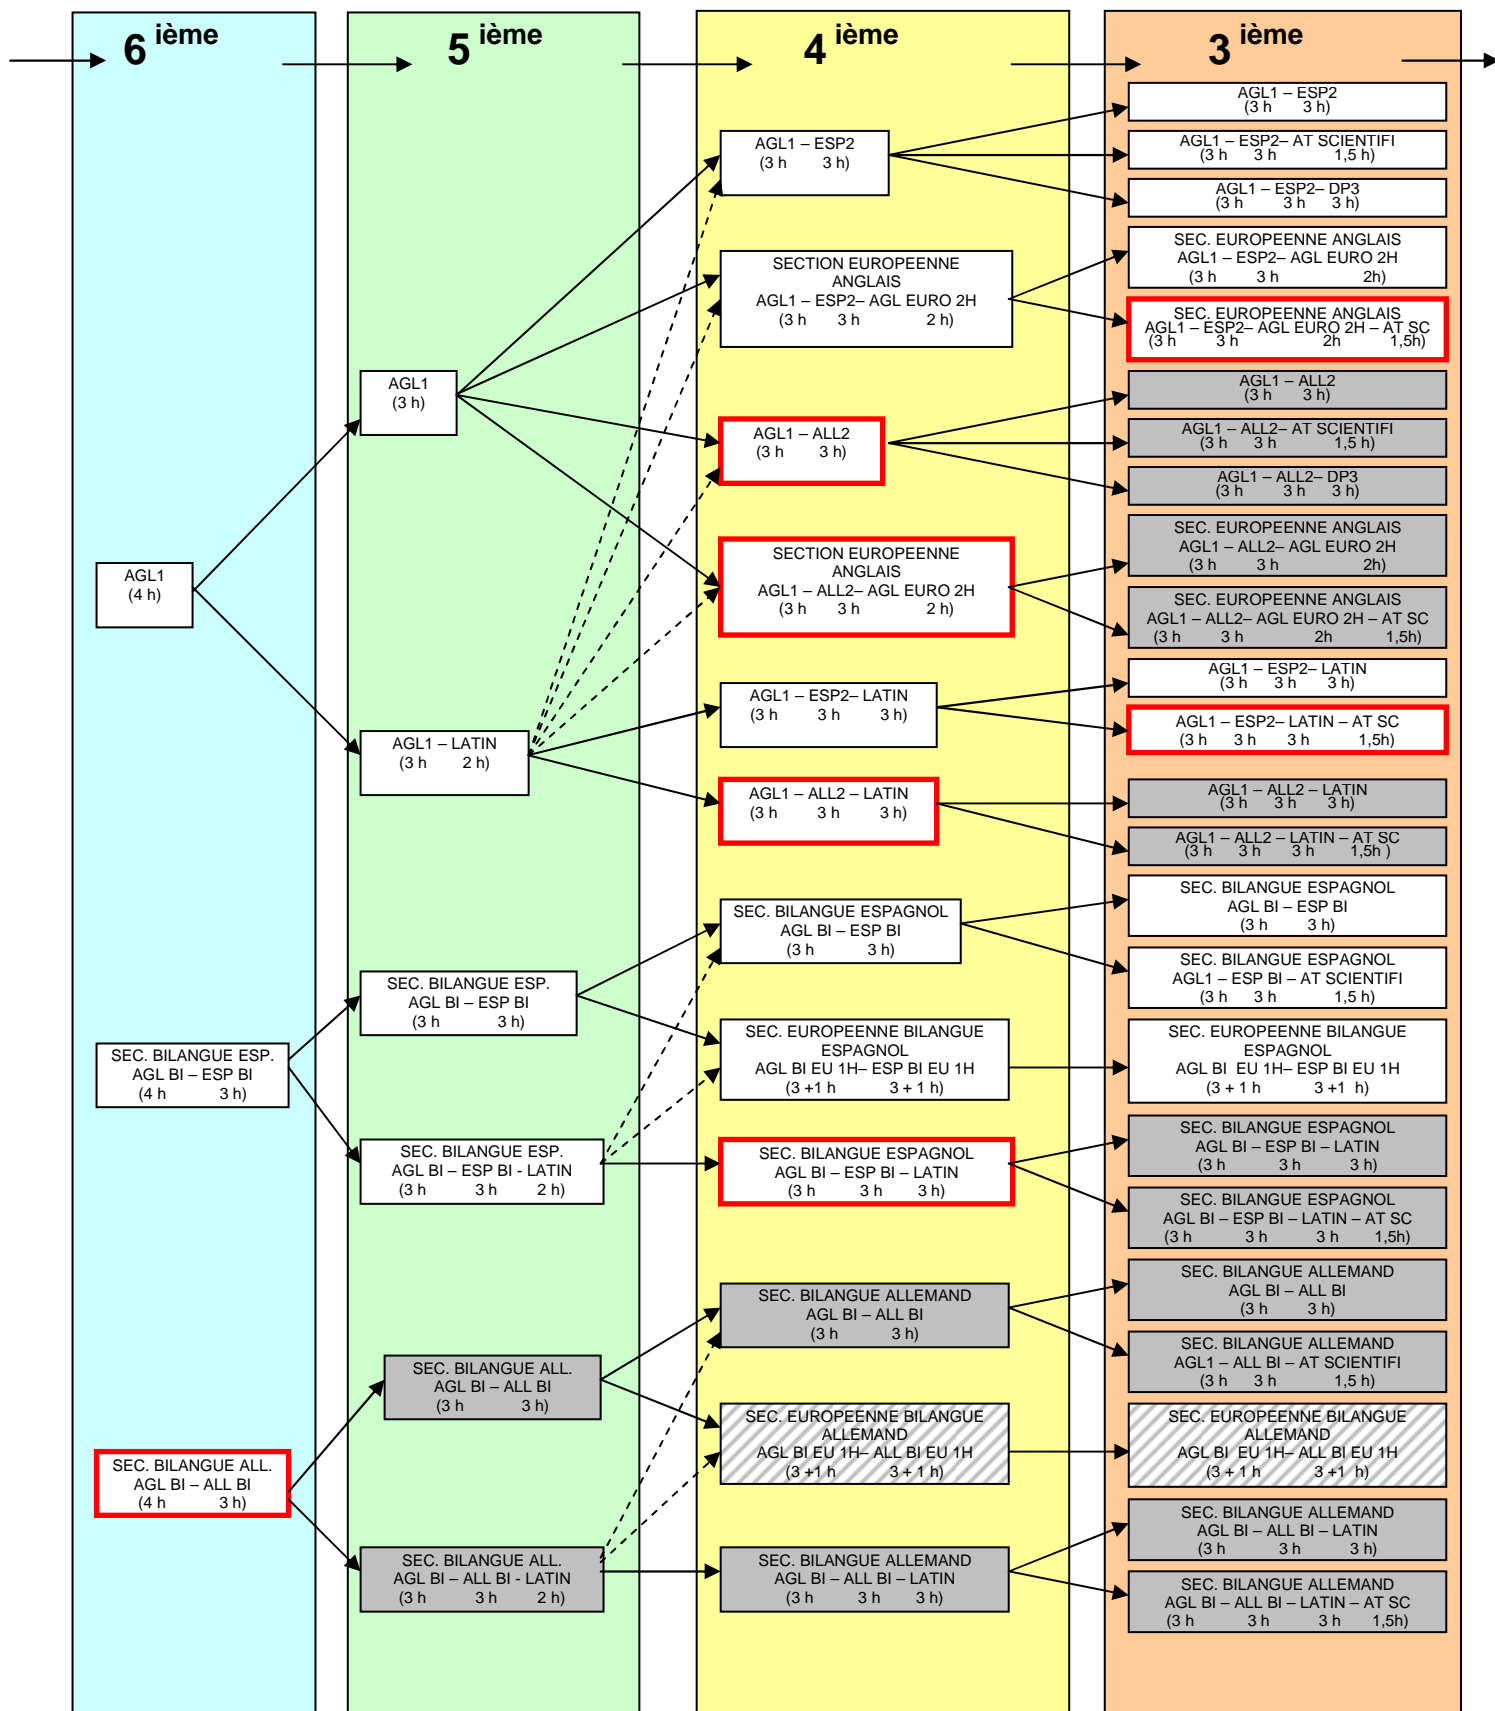 6 ième
5 ième
4 ième
3 ième
AGL1
(4 h)
SEC. BILANGUE ESP.
AGL BI – ESP BI
(4 h 3 h)
SEC. BILANGUE ALL.
AGL BI – ALL BI
(4 h 3 h)
AGL1
(3 h)
AGL1 – LATIN
(3 h 2 h)
SEC. BILANGUE ESP.
AGL BI – ESP BI
(3 h 3 h)
SEC. BILANGUE ESP.
AGL BI – ESP BI - LATIN
(3 h 3 h 2 h)
SEC. BILANGUE ALL.
AGL BI – ALL BI
(3 h 3 h)
SEC. BILANGUE ALL.
AGL BI – ALL BI - LATIN
(3 h 3 h 2 h)
AGL1 – ESP2
(3 h 3 h)
SECTION EUROPEENNE
ANGLAIS
AGL1 – ESP2– AGL EURO 2H
(3 h 3 h 2 h)
AGL1 – ALL2
(3 h 3 h)
SECTION EUROPEENNE
ANGLAIS
AGL1 – ALL2– AGL EURO 2H
(3 h 3 h 2 h)
AGL1 – ESP2– LATIN
(3 h 3 h 3 h)
AGL1 – ALL2 – LATIN
(3 h 3 h 3 h)
SEC. BILANGUE ESPAGNOL
AGL BI – ESP BI
(3 h 3 h)
SEC. EUROPEENNE BILANGUE
ESPAGNOL
AGL BI EU 1H– ESP BI EU 1H
(3 +1 h 3 + 1 h)
SEC. BILANGUE ESPAGNOL
AGL BI – ESP BI – LATIN
(3 h 3 h 3 h)
SEC. BILANGUE ALLEMAND
AGL BI – ALL BI
(3 h 3 h)
SEC. EUROPEENNE BILANGUE
ALLEMAND
AGL BI EU 1H– ALL BI EU 1H
(3 +1 h 3 + 1 h)
SEC. BILANGUE ALLEMAND
AGL BI – ALL BI – LATIN
(3 h 3 h 3 h)
AGL1 – ESP2
(3 h 3 h)
AGL1 – ESP2– AT SCIENTIFI
(3 h 3 h 1,5 h)
AGL1 – ESP2– DP3
(3 h 3 h 3 h)
SEC. EUROPEENNE ANGLAIS
AGL1 – ESP2– AGL EURO 2H
(3 h 3 h 2h)
SEC. EUROPEENNE ANGLAIS
AGL1 – ESP2– AGL EURO 2H – AT SC
(3 h 3 h 2h 1,5h)
AGL1 – ALL2
(3 h 3 h)
AGL1 – ALL2– AT SCIENTIFI
(3 h 3 h 1,5 h)
AGL1 – ALL2– DP3
(3 h 3 h 3 h)
SEC. EUROPEENNE ANGLAIS
AGL1 – ALL2– AGL EURO 2H
(3 h 3 h 2h)
SEC. EUROPEENNE ANGLAIS
AGL1 – ALL2– AGL EURO 2H – AT SC
(3 h 3 h 2h 1,5h)
AGL1 – ESP2– LATIN
(3 h 3 h 3 h)
AGL1 – ESP2– LATIN – AT SC
(3 h 3 h 3 h 1,5h)
AGL1 – ALL2 – LATIN
(3 h 3 h 3 h)
AGL1 – ALL2 – LATIN – AT SC
(3 h 3 h 3 h 1,5h )
SEC. BILANGUE ESPAGNOL
AGL BI – ESP BI
(3 h 3 h)
SEC. BILANGUE ESPAGNOL
AGL1 – ESP BI – AT SCIENTIFI
(3 h 3 h 1,5 h)
SEC. EUROPEENNE BILANGUE
ESPAGNOL
AGL BI EU 1H– ESP BI EU 1H
(3 + 1 h 3 +1 h)
SEC. BILANGUE ESPAGNOL
AGL BI – ESP BI – LATIN
(3 h 3 h 3 h)
SEC. BILANGUE ESPAGNOL
AGL BI – ESP BI – LATIN – AT SC
(3 h 3 h 3 h 1,5h)
SEC. BILANGUE ALLEMAND
AGL BI – ALL BI
(3 h 3 h)
SEC. BILANGUE ALLEMAND
AGL1 – ALL BI – AT SCIENTIFI
(3 h 3 h 1,5 h)
SEC. EUROPEENNE BILANGUE
ALLEMAND
AGL BI EU 1H– ALL BI EU 1H
(3 + 1 h 3 +1 h)
SEC. BILANGUE ALLEMAND
AGL BI – ALL BI – LATIN
(3 h 3 h 3 h)
SEC. BILANGUE ALLEMAND
AGL BI – ALL BI – LATIN – AT SC
(3 h 3 h 3 h 1,5h)